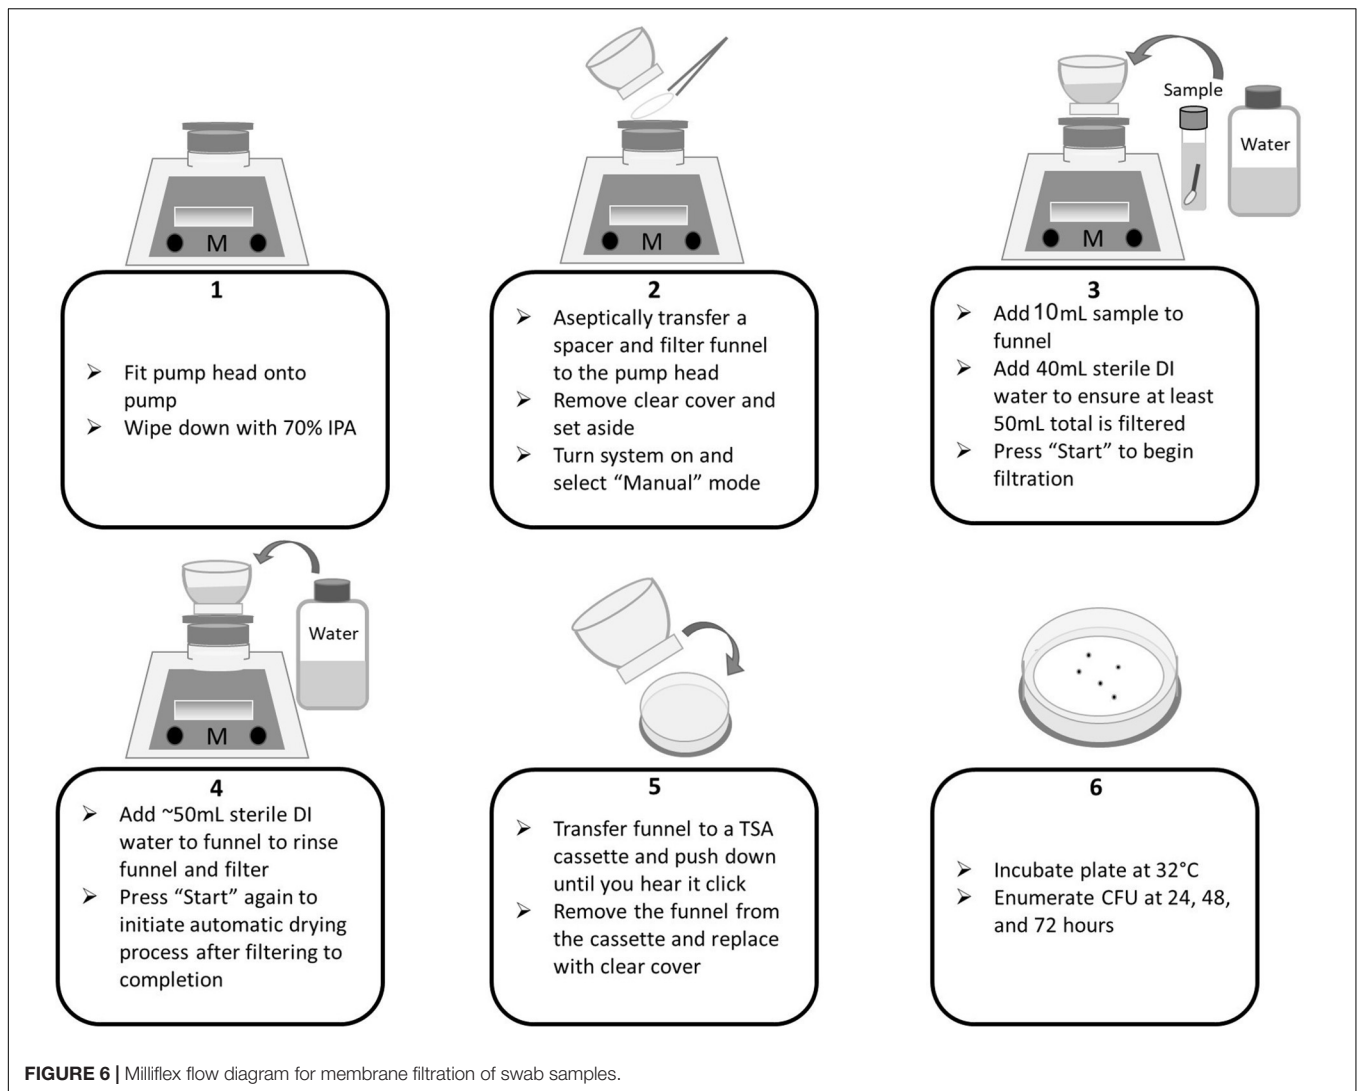 M
1
➢ Fit pump head onto
pump
➢ Wipe down with 70% IPA
M
2
➢ Aseptically transfer a
spacer and filter funnel
to the pump head
➢ Remove clear cover and
set aside
➢ Turn system on and
select “Manual” mode
Sample
Water
M
3
➢ Add 10mL sample to
funnel
➢ Add 40mL sterile DI
water to ensure at least
50mL total is filtered
➢ Press “Start” to begin
filtration
Water
M
4
➢ Add ~50mL sterile DI
water to funnel to rinse
funnel and filter
➢ Press “Start” again to
initiate automatic drying
process after filtering to
completion
5
➢ Transfer funnel to a TSA
cassette and push down
until you hear it click
➢ Remove the funnel from
the cassette and replace
with clear cover
6
➢ Incubate plate at 32°C
➢ Enumerate CFU at 24, 48,
and 72 hours
FIGURE 6 | Milliflex flow diagram for membrane filtration of swab samples.